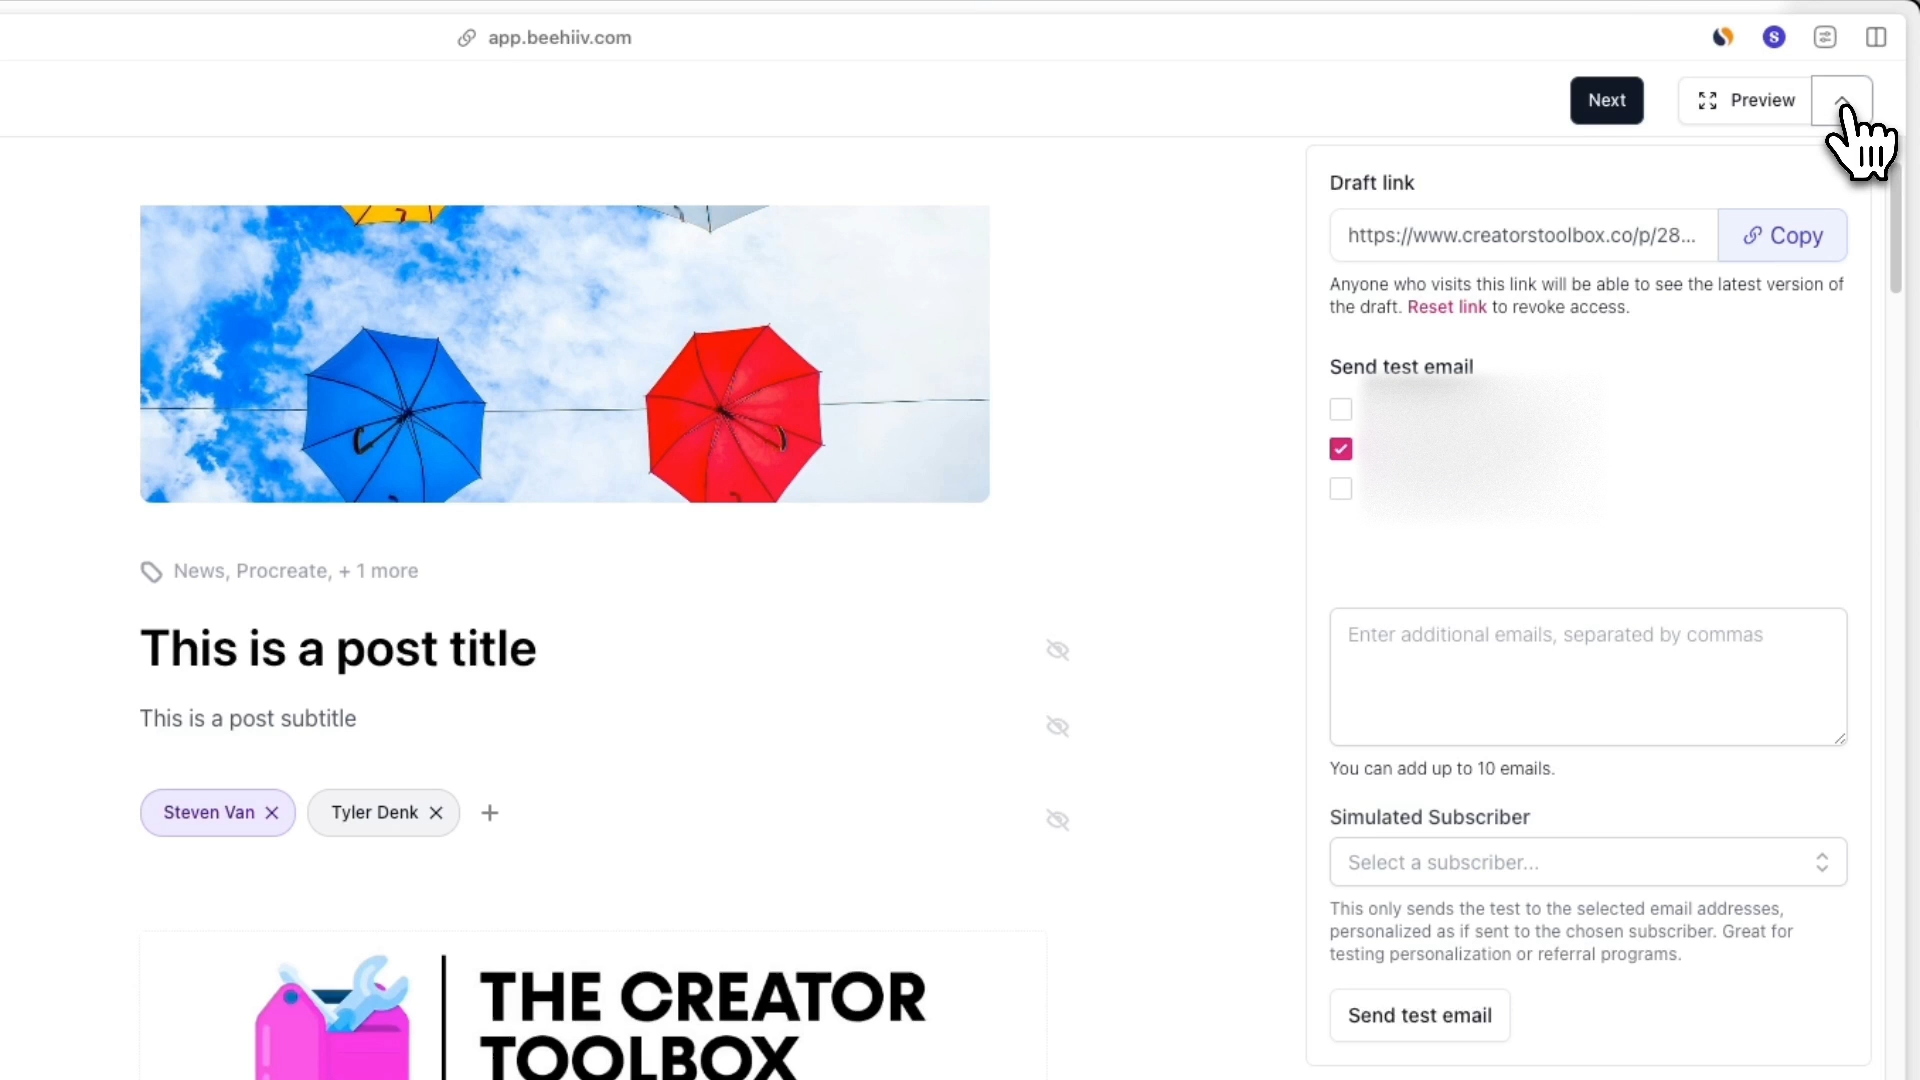 app.beehiiv.com
S
Next
Preview
Draft link
https://www.creatorstoolbox.co/p/28...
Copy
Anyone who visits this link will be able to see the latest version of
the draft. Reset link to revoke access.
Send test email
News, Procreate, + 1 more
This is a post title
This is a post subtitle
Steven Van
Tyler Denk
THE CREATOR
TOOLBOX
Enter additional emails, separated by commas
You can add up to 10 emails.
Simulated Subscriber
Select a subscriber...
This only sends the test to the selected email addresses,
personalized as if sent to the chosen subscriber. Great for
testing personalization or referral programs.
Send test email